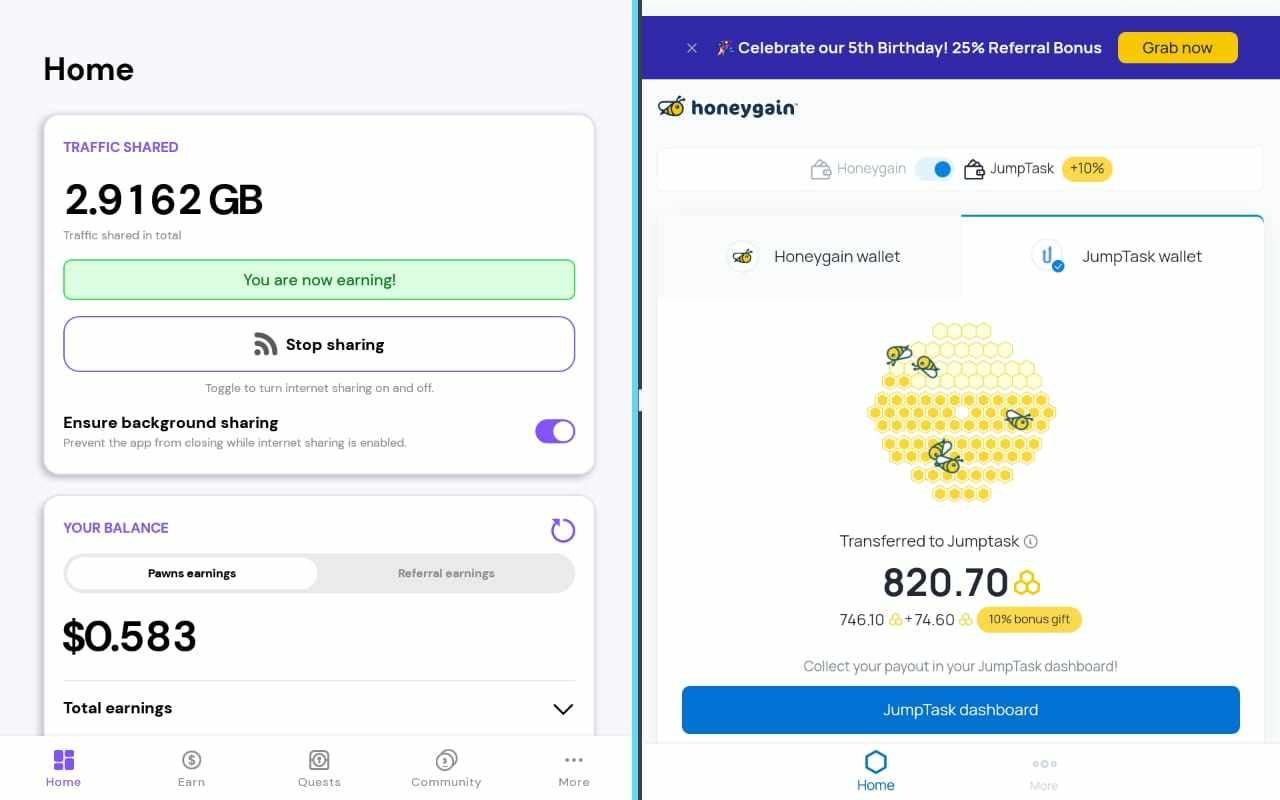 Home
TRAFFIC SHARED
2.9162 GB
Traffic shared in total
You are now earning!
Stop sharing
Toggle to turn internet sharing on and off.
Ensure background sharing
Prevent the app from closing while internet sharing is enabled.
YOUR BALANCE
Pawns earnings
Referral earnings
$0.583
Total earnings
Home
Earn
Quests
Community
More
🎉 Celebrate our 5th Birthday! 25% Referral Bonus
Grab now
honeygain™
Honeygain
JumpTask
+10%
Honeygain wallet
JumpTask wallet
Transferred to Jumptask
820.70
746.10 + 74.60
10% bonus gift
Collect your payout in your JumpTask dashboard!
JumpTask dashboard
Home
More